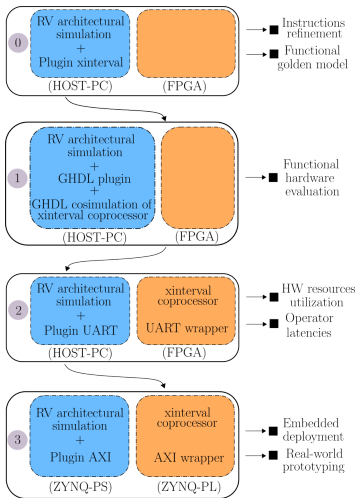 0
RV architectural
simulation
+
Plugin xinterval
(HOST-PC)
(FPGA)
Instructions
refinement
Functional
golden model
1
RV architectural
simulation
+
GHDL plugin
+
GHDL cosimulation of
xinterval coprocessor
(HOST-PC)
(FPGA)
Functional
hardware
evaluation
2
RV architectural
simulation
+
Plugin UART
(HOST-PC)
xinterval
coprocessor
UART wrapper
(FPGA)
HW resources
utilization
Operator
latencies
3
RV architectural
simulation
+
Plugin AXI
(ZYNQ-PS)
xinterval
coprocessor
AXI wrapper
(ZYNQ-PL)
Embedded
deployment
Real-world
prototyping